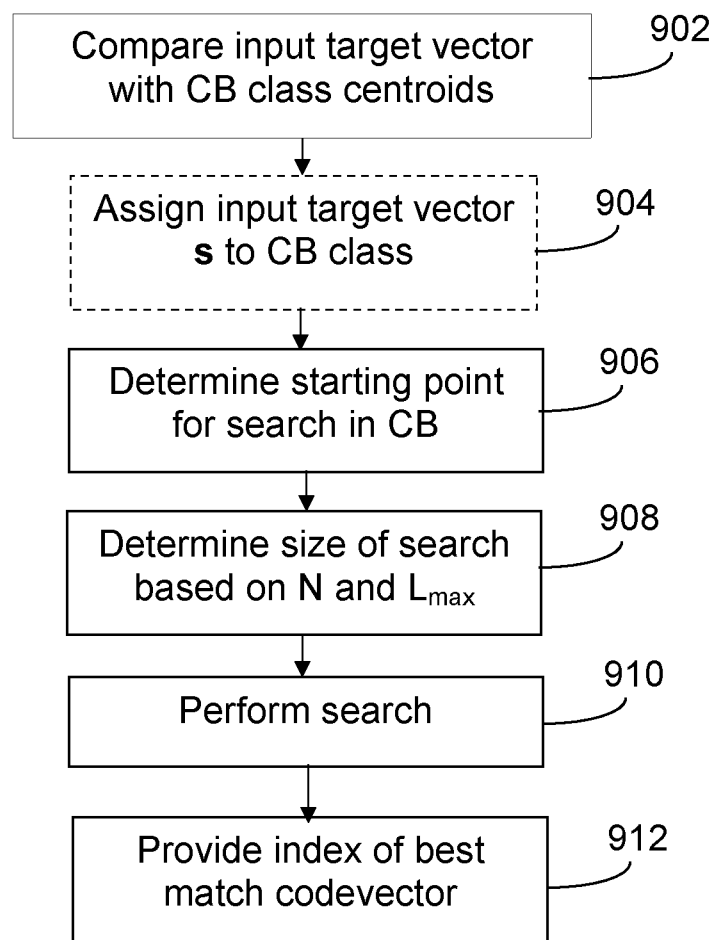 Compare input target vector
with CB class centroids
902
Assign input target vector
s to CB class
904
Determine starting point
for search in CB
906
Determine size of search
based on N and Lmax
908
Perform search
910
Provide index of best
match codevector
912